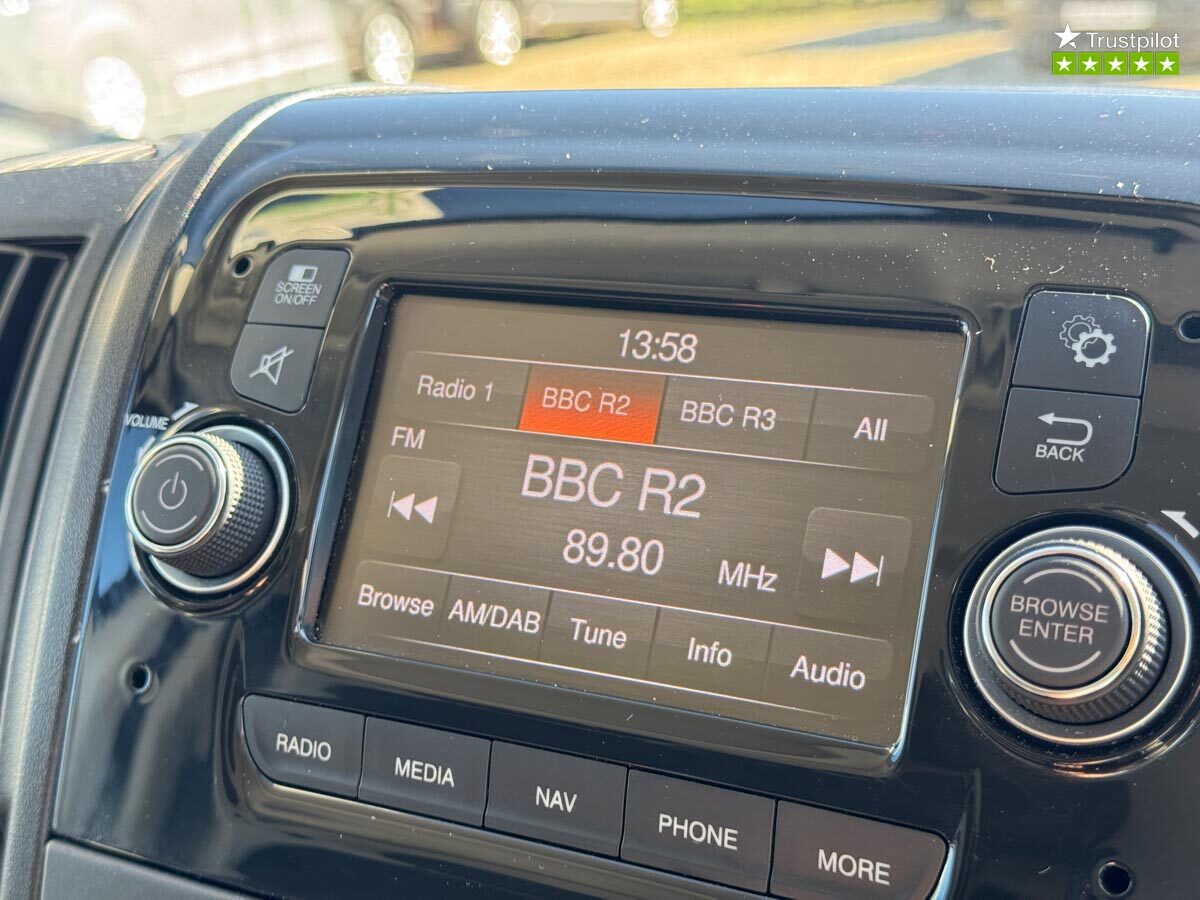 Trustpilot
SCREEN
ON/OFF
13:58
Radio 1
BBC R2
BBC R3
All
VOLUME
FM
BBC R2
89.80
MHz
BACK
BROWSE
ENTER
Browse
AM/DAB
Tune
Info
Audio
RADIO
MEDIA
NAV
PHONE
MORE